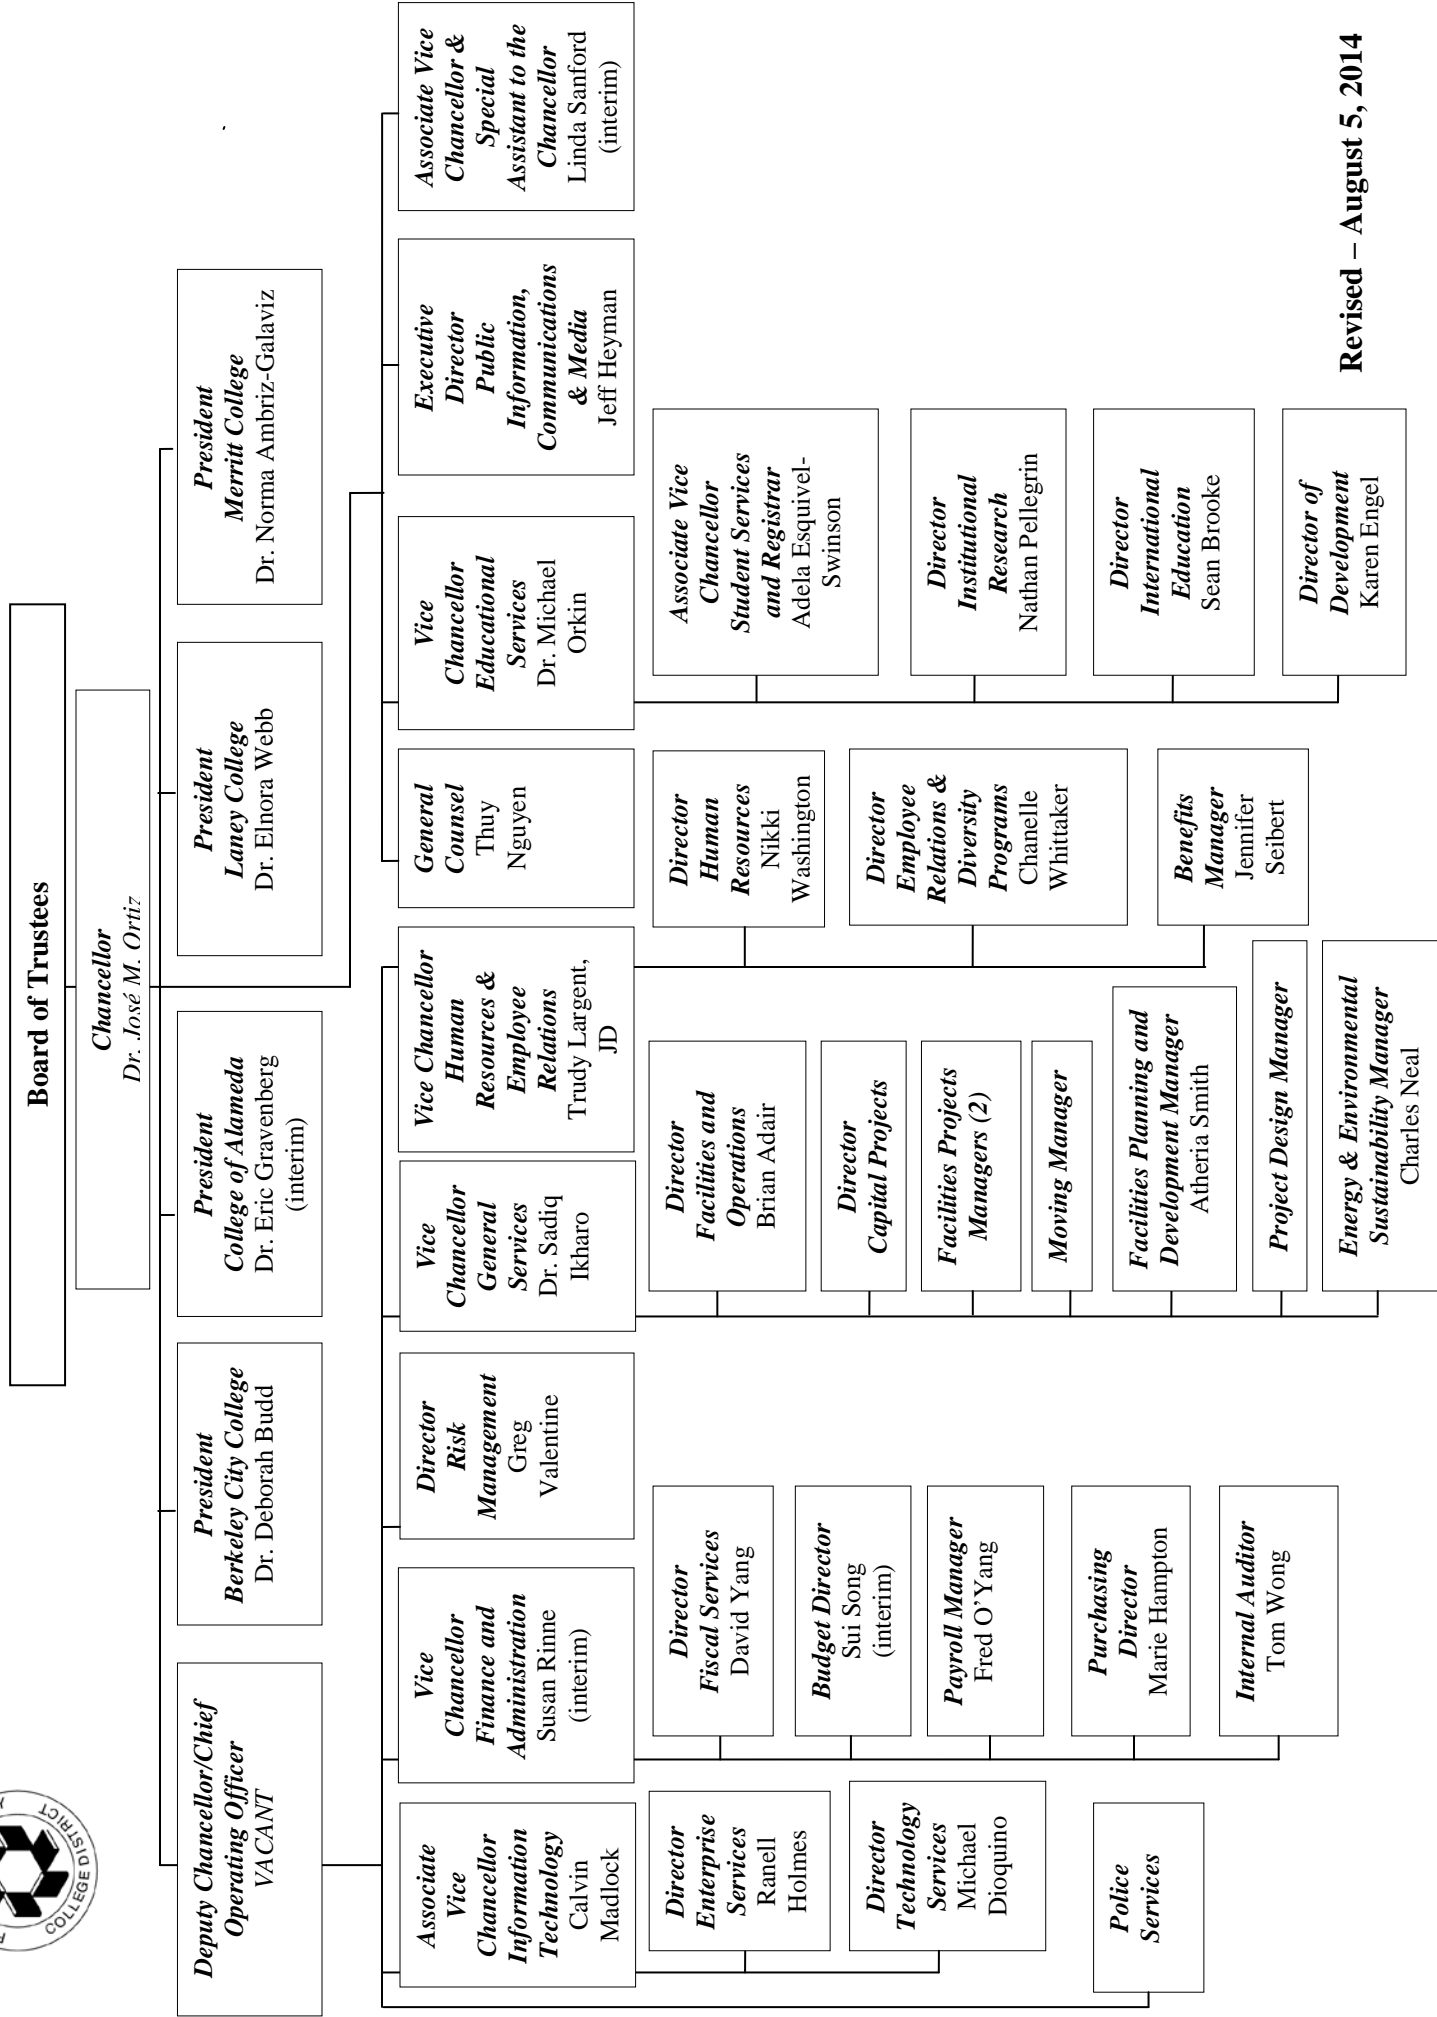 COLLEGE DISTRICT
Board of Trustees
Chancellor
Dr. José M. Ortiz
Deputy Chancellor/Chief
Operating Officer
VACANT
President
Berkeley City College
Dr. Deborah Budd
President
College of Alameda
Dr. Eric Gravenberg
(interim)
President
Laney College
Dr. Elnora Webb
President
Merritt College
Dr. Norma Ambriz-Galaviz
Associate
Vice
Chancellor
Information
Technology
Calvin
Madlock
Vice
Chancellor
Finance and
Administration
Susan Rinne
(interim)
Director
Risk
Management
Greg
Valentine
Vice
Chancellor
General
Services
Dr. Sadiq
Ikharo
Vice Chancellor
Human
Resources &
Employee
Relations
Trudy Largent,
JD
General
Counsel
Thuy
Nguyen
Vice
Chancellor
Educational
Services
Dr. Michael
Orkin
Executive
Director
Public
Information,
Communications
& Media
Jeff Heyman
Associate Vice
Chancellor &
Special
Assistant to the
Chancellor
Linda Sanford
(interim)
Director
Enterprise
Services
Ranell
Holmes
Director
Technology
Services
Michael
Dioquino
Police
Services
Director
Fiscal Services
David Yang
Budget Director
Sui Song
(interim)
Payroll Manager
Fred O’Yang
Purchasing
Director
Marie Hampton
Internal Auditor
Tom Wong
Director
Facilities and
Operations
Brian Adair
Director
Capital Projects
Facilities Projects
Managers (2)
Moving Manager
Facilities Planning and
Development Manager
Atheria Smith
Project Design Manager
Energy & Environmental
Sustainability Manager
Charles Neal
Director
Human
Resources
Nikki
Washington
Director
Employee
Relations &
Diversity
Programs
Chanelle
Whittaker
Benefits
Manager
Jennifer
Seibert
Associate Vice
Chancellor
Student Services
and Registrar
Adela Esquivel-
Swinson
Director
Institutional
Research
Nathan Pellegrin
Director
International
Education
Sean Brooke
Director of
Development
Karen Engel
Revised – August 5, 2014